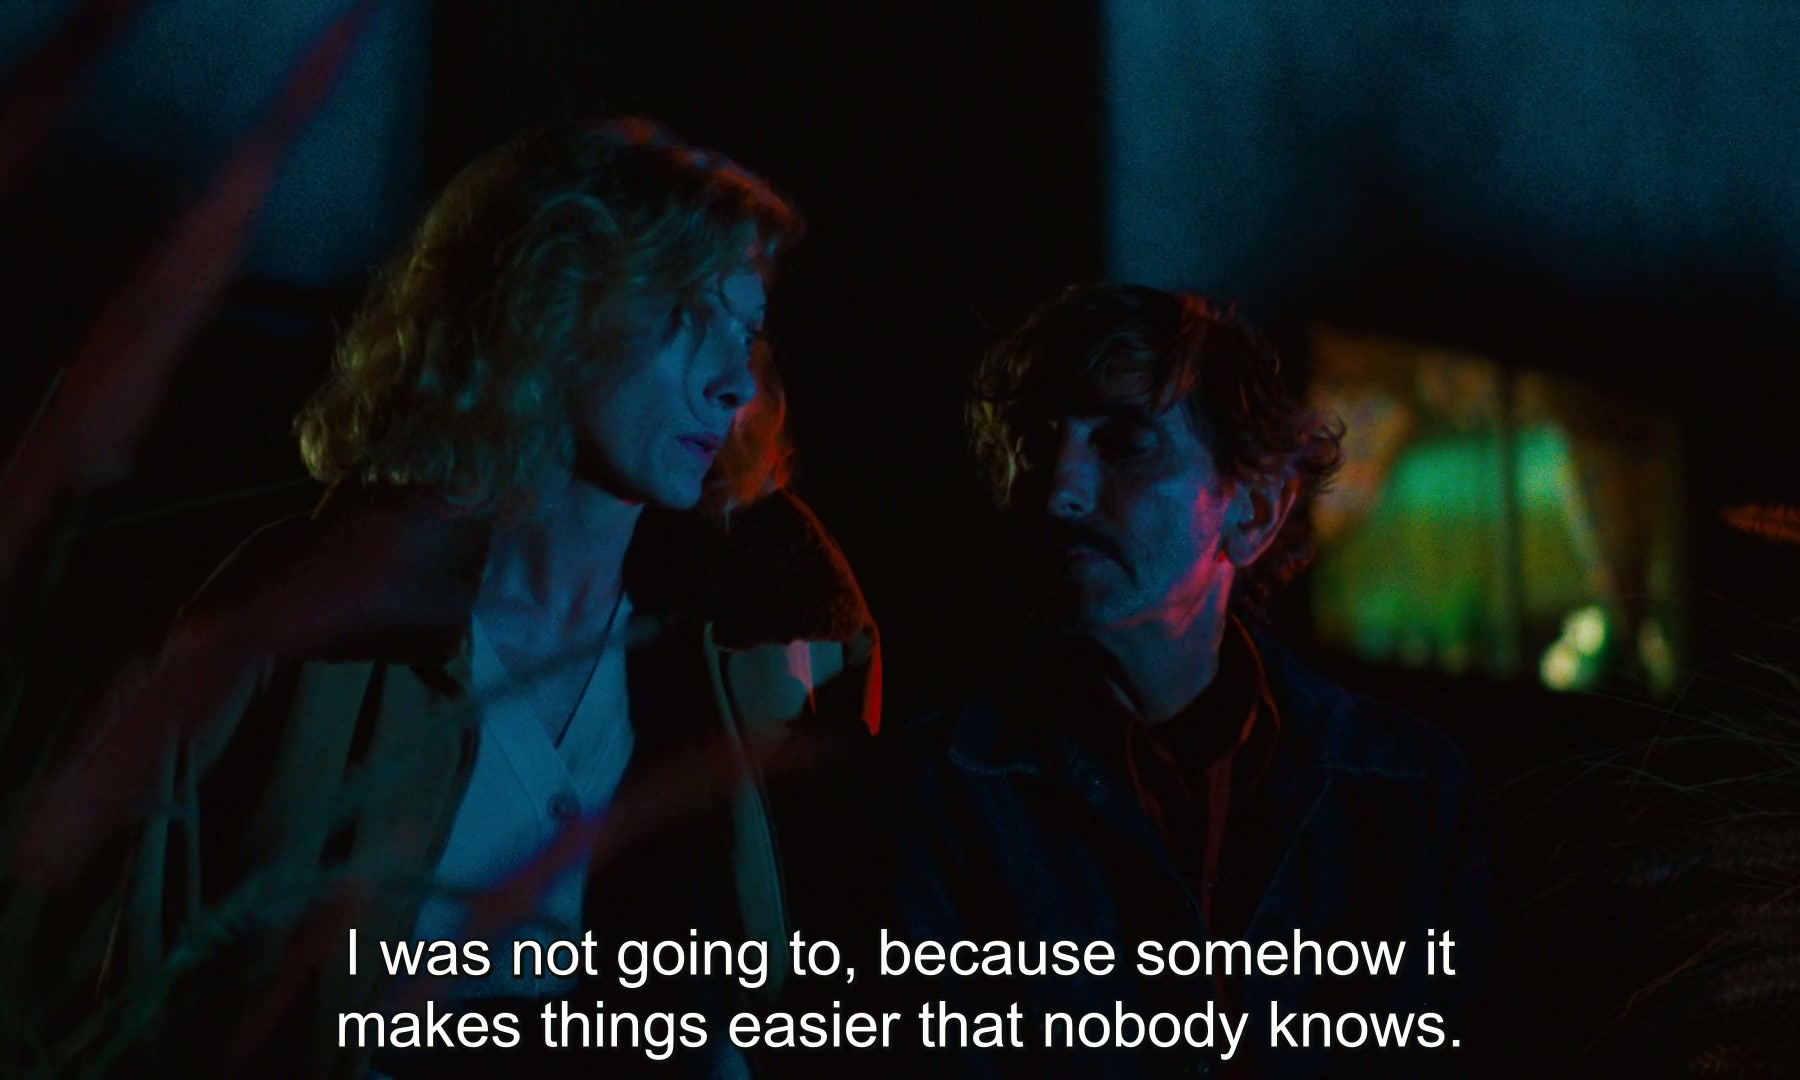 I was not going to, because somehow it
makes things easier that nobody knows.